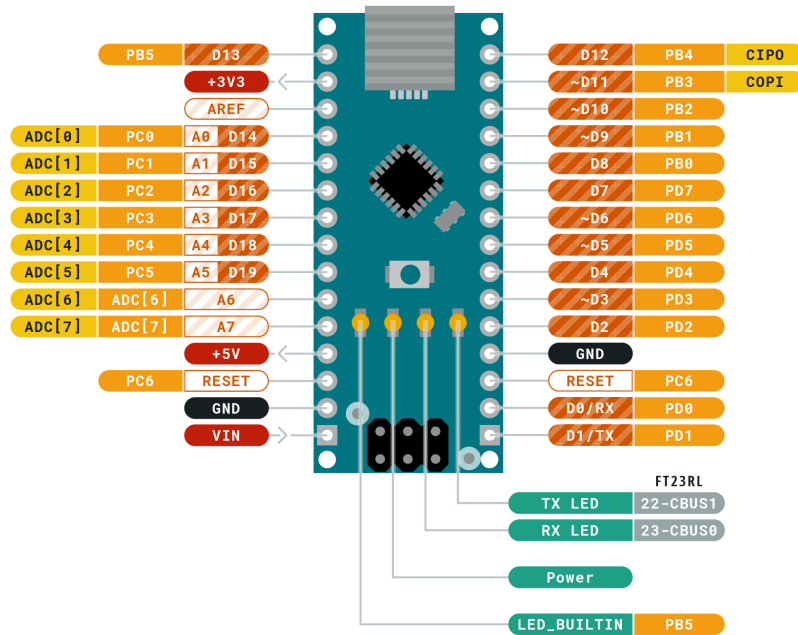 PB5 D13 D12 PB4 CIPO
+3V3 ~D11 PB3 COPI
AREF ~D10 PB2
ADC[0] PC0 A0 D14 ~D9 PB1
ADC[1] PC1 A1 D15 D8 PB0
ADC[2] PC2 A2 D16 D7 PD7
ADC[3] PC3 A3 D17 ~D6 PD6
ADC[4] PC4 A4 D18 ~D5 PD5
ADC[5] PC5 A5 D19 D4 PD4
ADC[6] ADC[6] A6 ~D3 PD3
ADC[7] ADC[7] A7 D2 PD2
+5V GND
PC6 RESET RESET PC6
GND D0/RX PD0
VIN D1/TX PD1
FT23RL
TX LED 22-CBUS1
RX LED 23-CBUS0
Power
LED_BUILTIN PB5